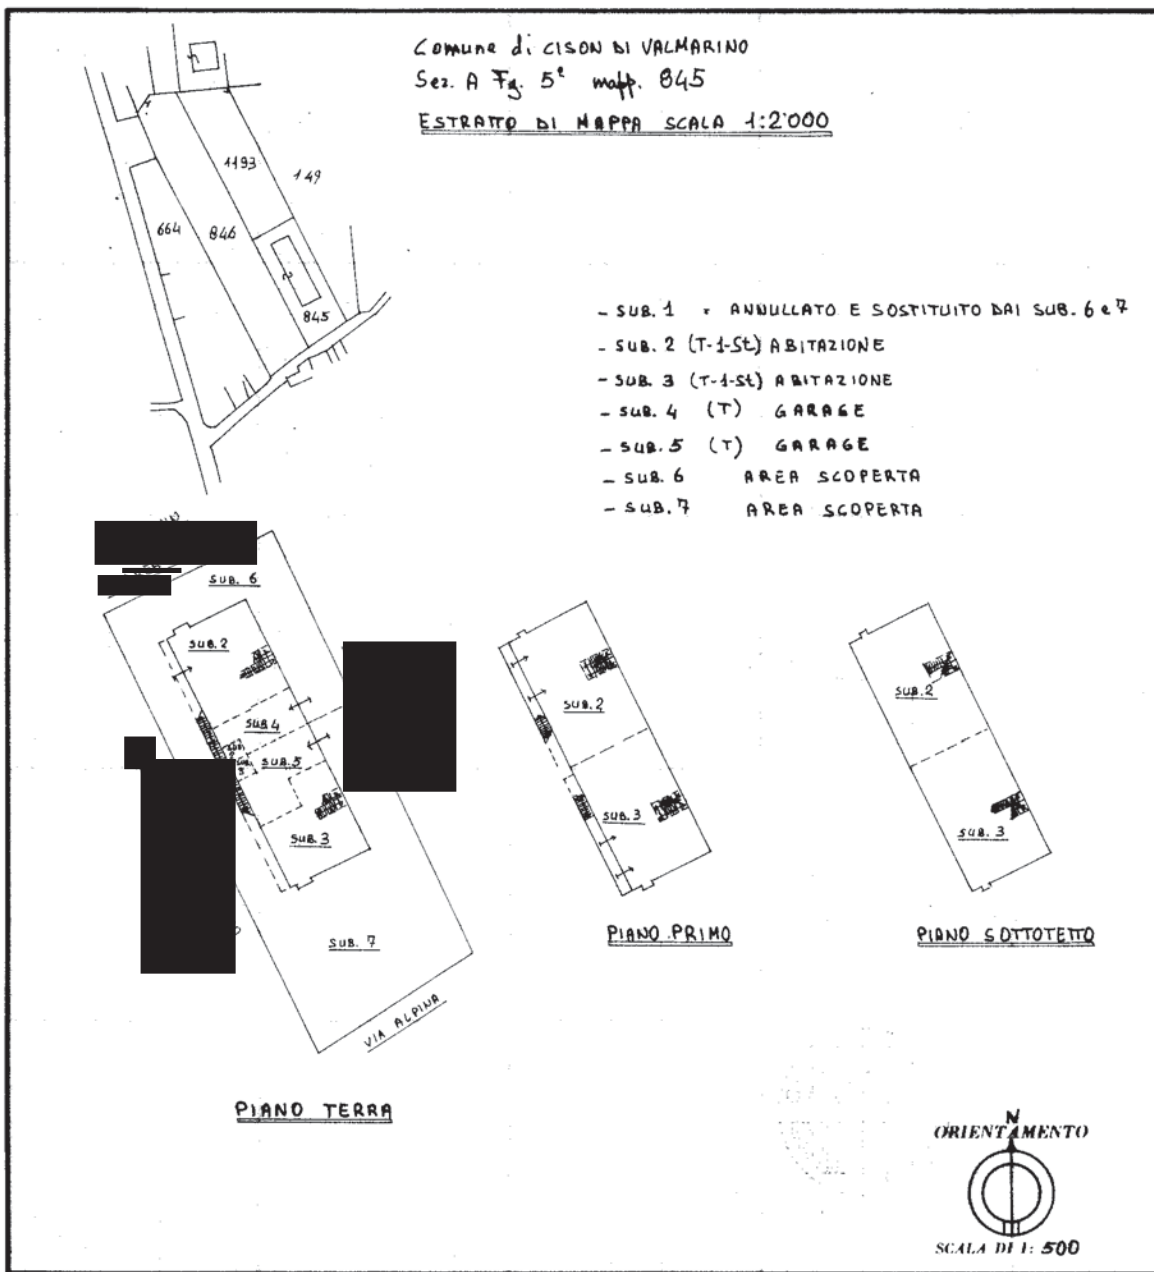 Comune di CISON DI VALMARINO
Sez. A Fg. 5° mapp. 845
ESTRATTO DI MAPPA SCALA 1:2'000
1193
149
664
846
845
- SUB. 1 = ANNULLATO E SOSTITUITO DAI SUB. 6 e 7
- SUB. 2 (T-1-St) ABITAZIONE
- SUB. 3 (T-1-St) ABITAZIONE
- SUB. 4 (T) GARAGE
- SUB. 5 (T) GARAGE
- SUB. 6 AREA SCOPERTA
- SUB. 7 AREA SCOPERTA
SUB. 6
SUB. 2
SUB. 4
SUB. 5
SUB. 3
SUB. 7
VIA ALPINA
PIANO TERRA
SUB. 2
SUB. 3
PIANO PRIMO
SUB. 2
SUB. 3
PIANO SOTTOTETTO
N
ORIENTAMENTO
SCALA DI 1: 500